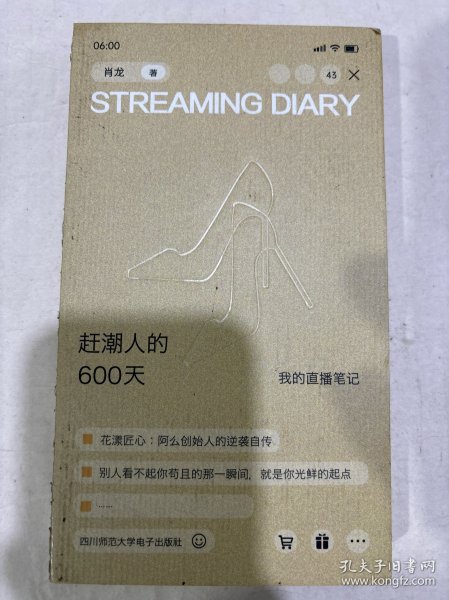 06:00
肖龙 著
43
STREAMING DIARY
赶潮人的
600天
我的直播笔记
花漾匠心：阿么创始人的逆袭自传
别人看不起你苟且的那一瞬间，就是你光鲜的起点
……
四川师范大学电子出版社
孔夫子旧书网
www.kongfz.com